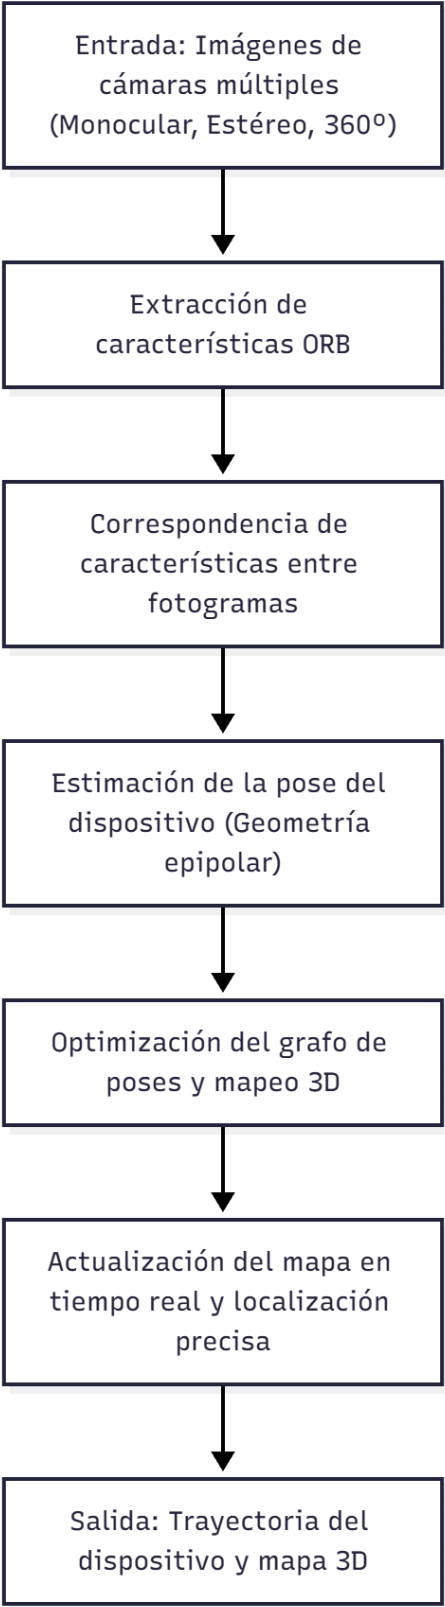 Entrada: Imágenes de
cámaras múltiples
(Monocular, Estéreo, 360º)
Extracción de
características ORB
Correspondencia de
características entre
fotogramas
Estimación de la pose del
dispositivo (Geometría
epipolar)
Optimización del grafo de
poses y mapeo 3D
Actualización del mapa en
tiempo real y localización
precisa
Salida: Trayectoria del
dispositivo y mapa 3D